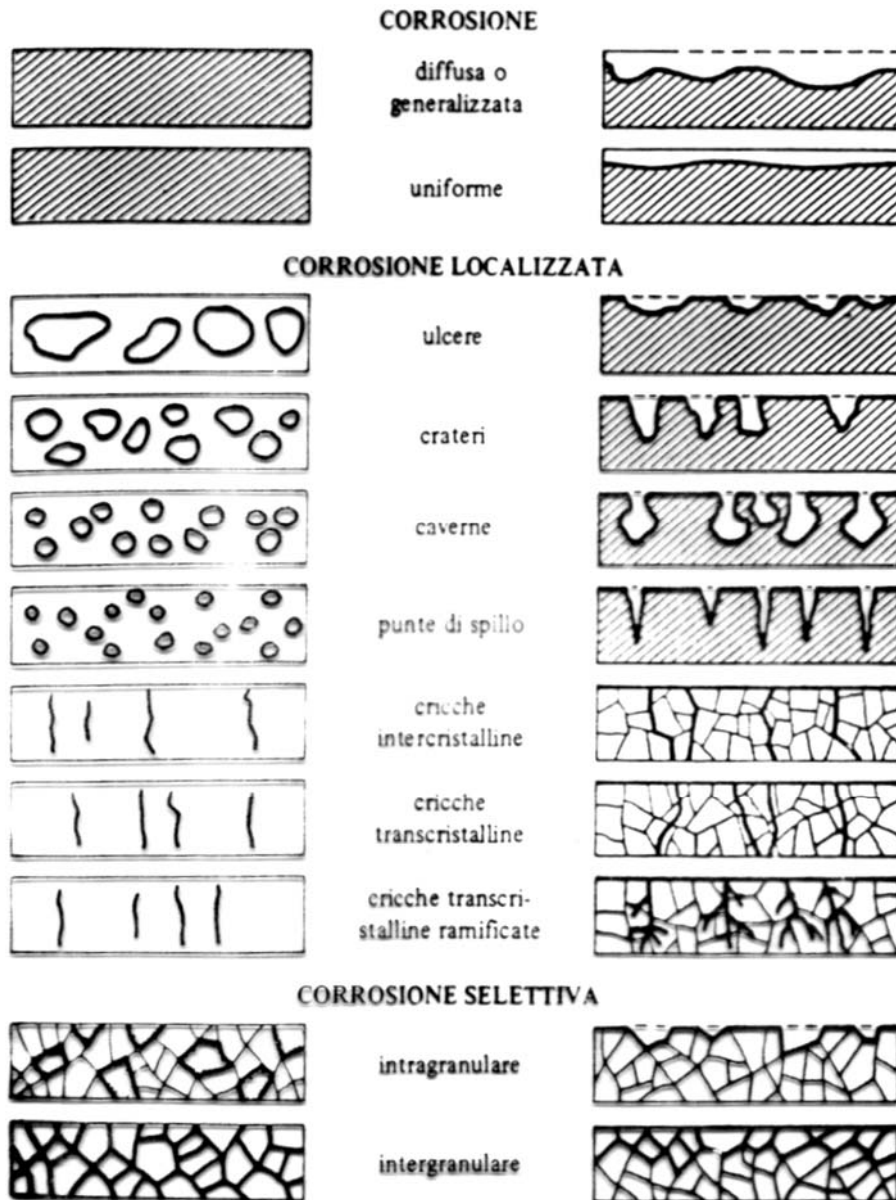 CORROSIONE
diffusa o
generalizzata
uniforme
CORROSIONE LOCALIZZATA
ulcere
crateri
caverne
punte di spillo
cricche
intercristalline
cricche
transcristalline
cricche transcri-
stalline ramificate
CORROSIONE SELETTIVA
intragranulare
intergranulare